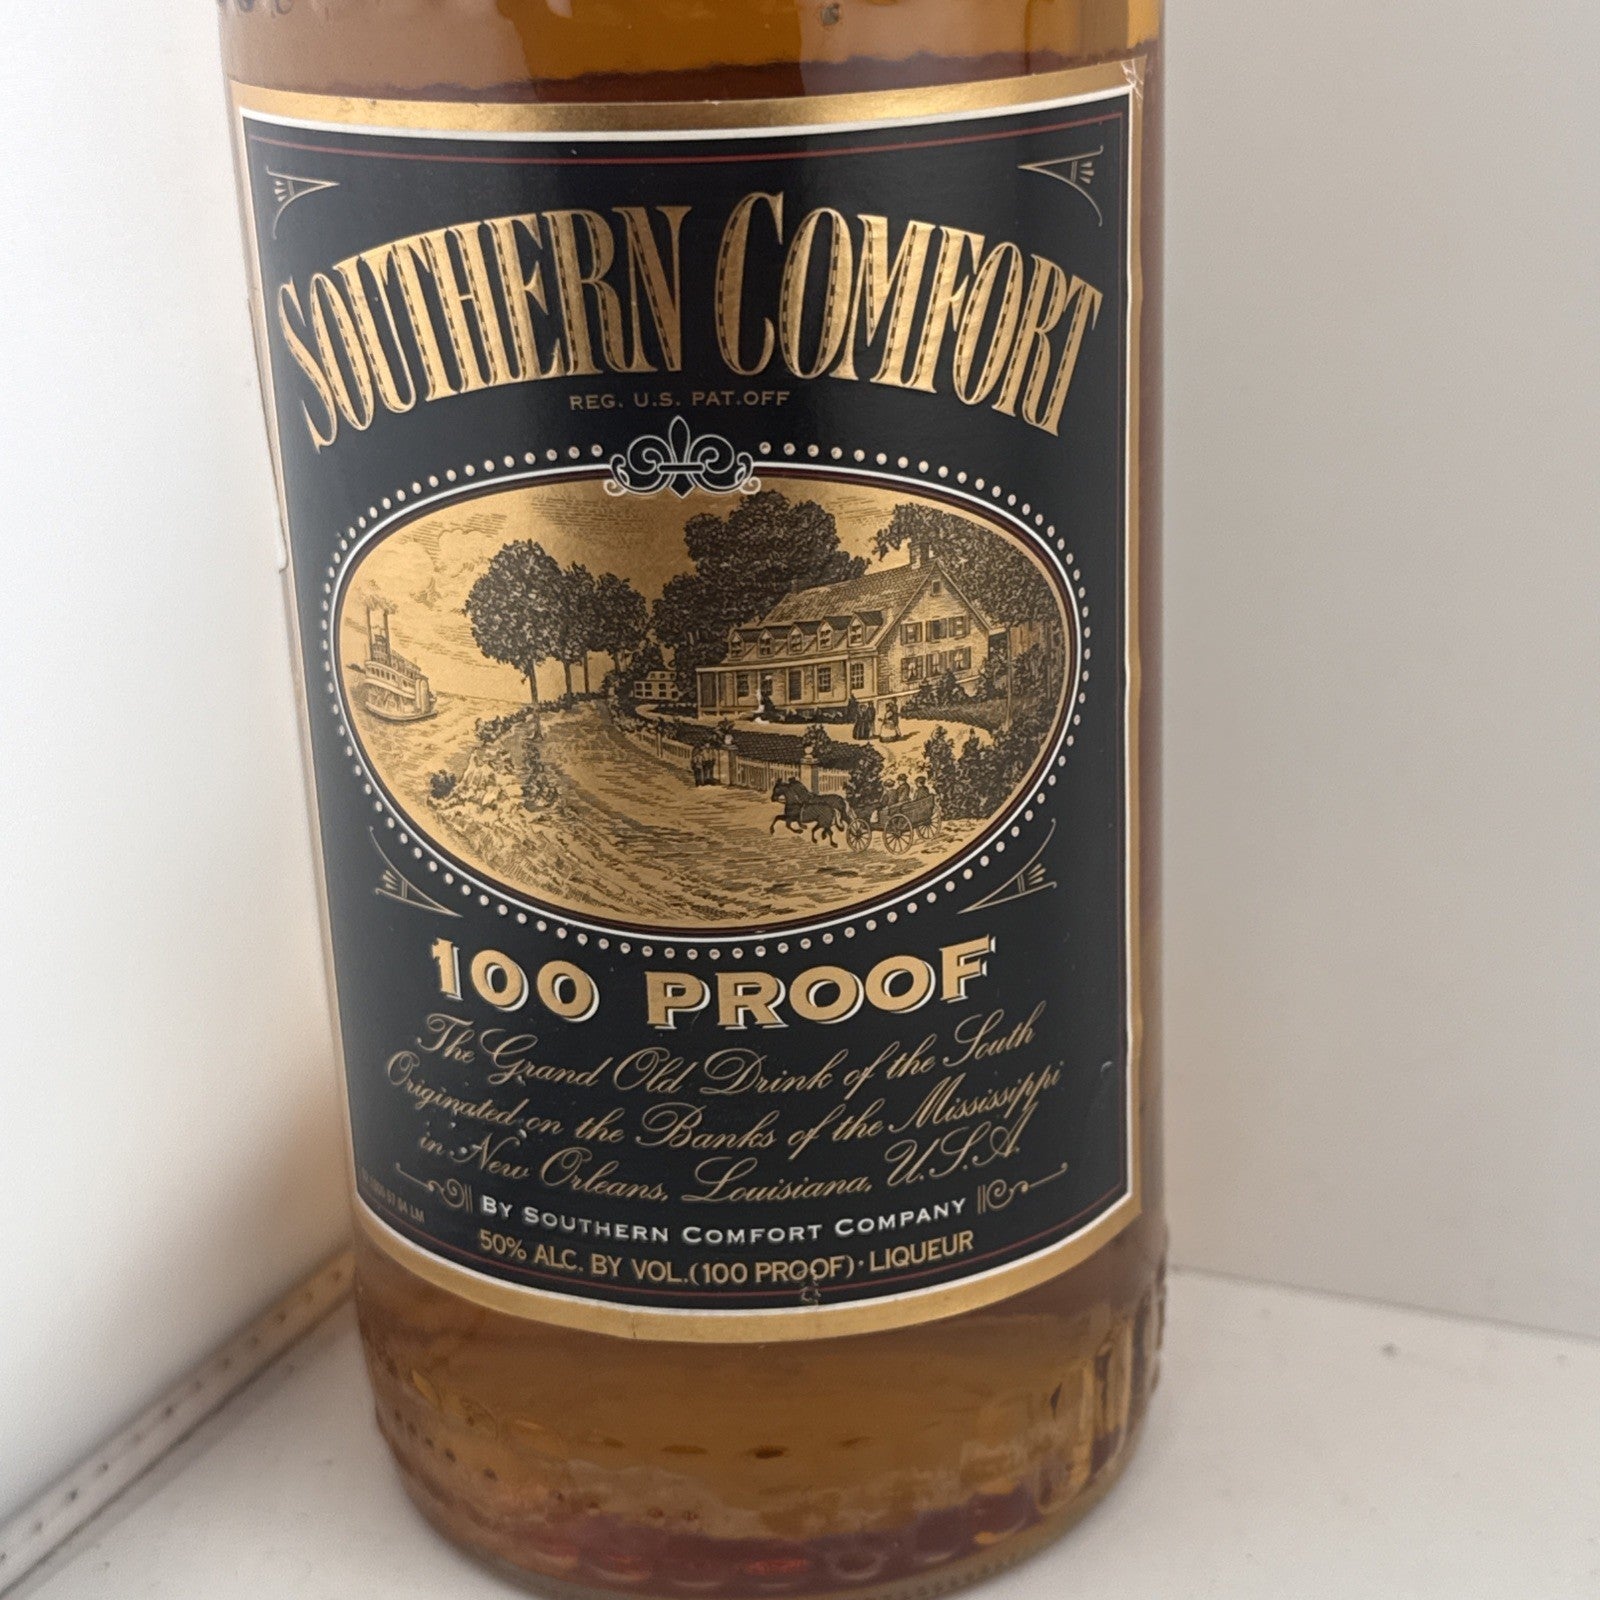 SOUTHERN COMFORT
REG. U.S. PAT.OFF
100 PROOF
The Grand Old Drink of the South
Originated on the Banks of the Mississippi
in New Orleans, Louisiana, U.S.A.
BY SOUTHERN COMFORT COMPANY
50% ALC. BY VOL.(100 PROOF)·LIQUEUR